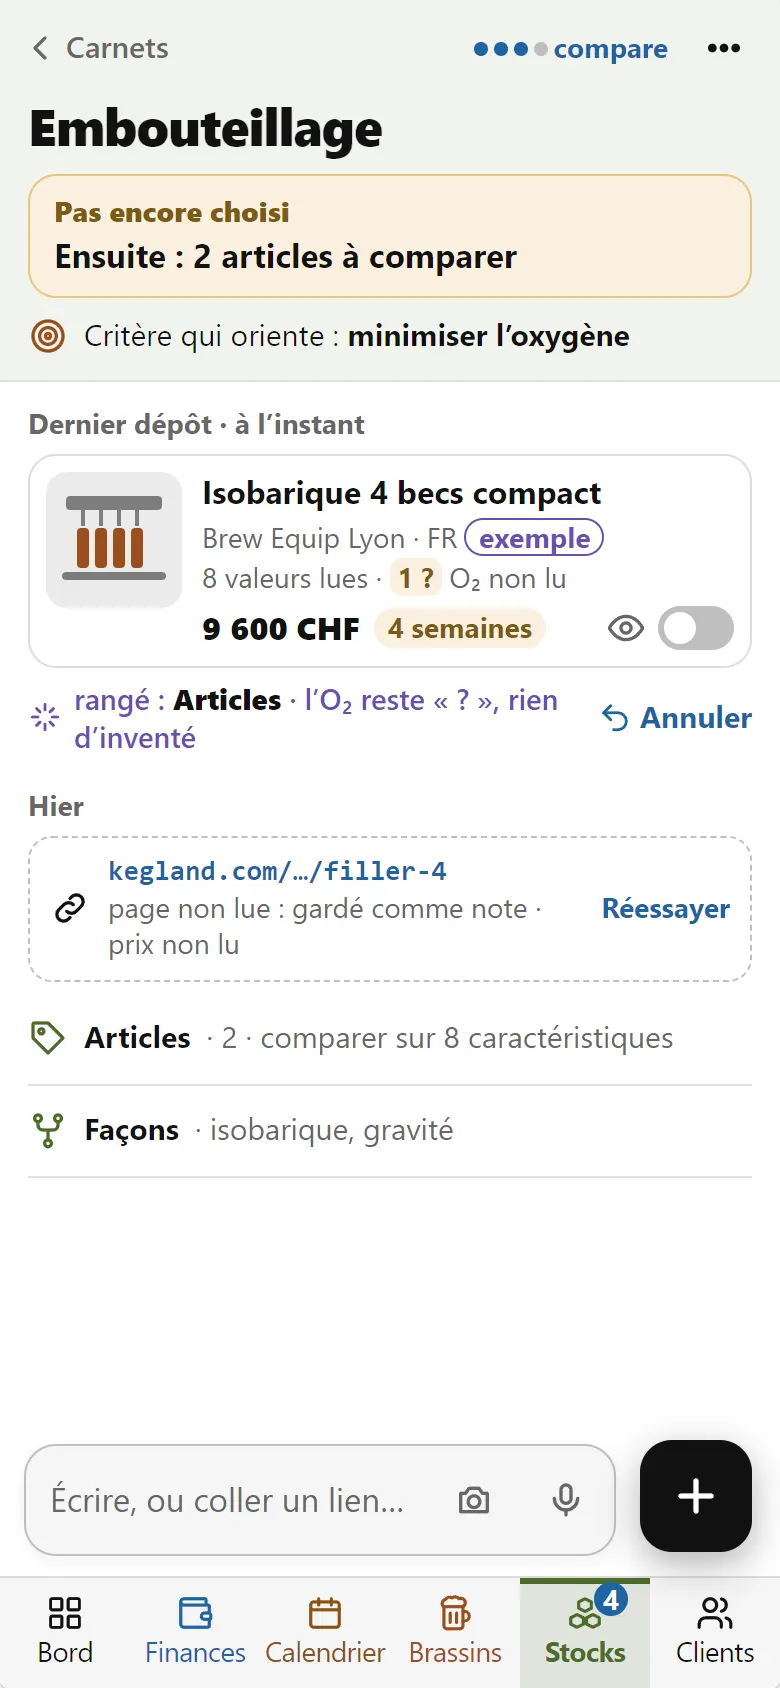 Carnets
compare
Embouteillage
Pas encore choisi
Ensuite : 2 articles à comparer
Critère qui oriente : minimiser l’oxygène
Dernier dépôt · à l’instant
Isobarique 4 becs compact
Brew Equip Lyon · FR exemple
8 valeurs lues · 1 ? O₂ non lu
9 600 CHF 4 semaines
rangé : Articles · l’O₂ reste « ? », rien
d’inventé
Annuler
Hier
kegland.com/…/filler-4
page non lue : gardé comme note ·
prix non lu
Réessayer
Articles · 2 · comparer sur 8 caractéristiques
Façons · isobarique, gravité
Écrire, ou coller un lien…
4
Bord Finances Calendrier Brassins Stocks Clients